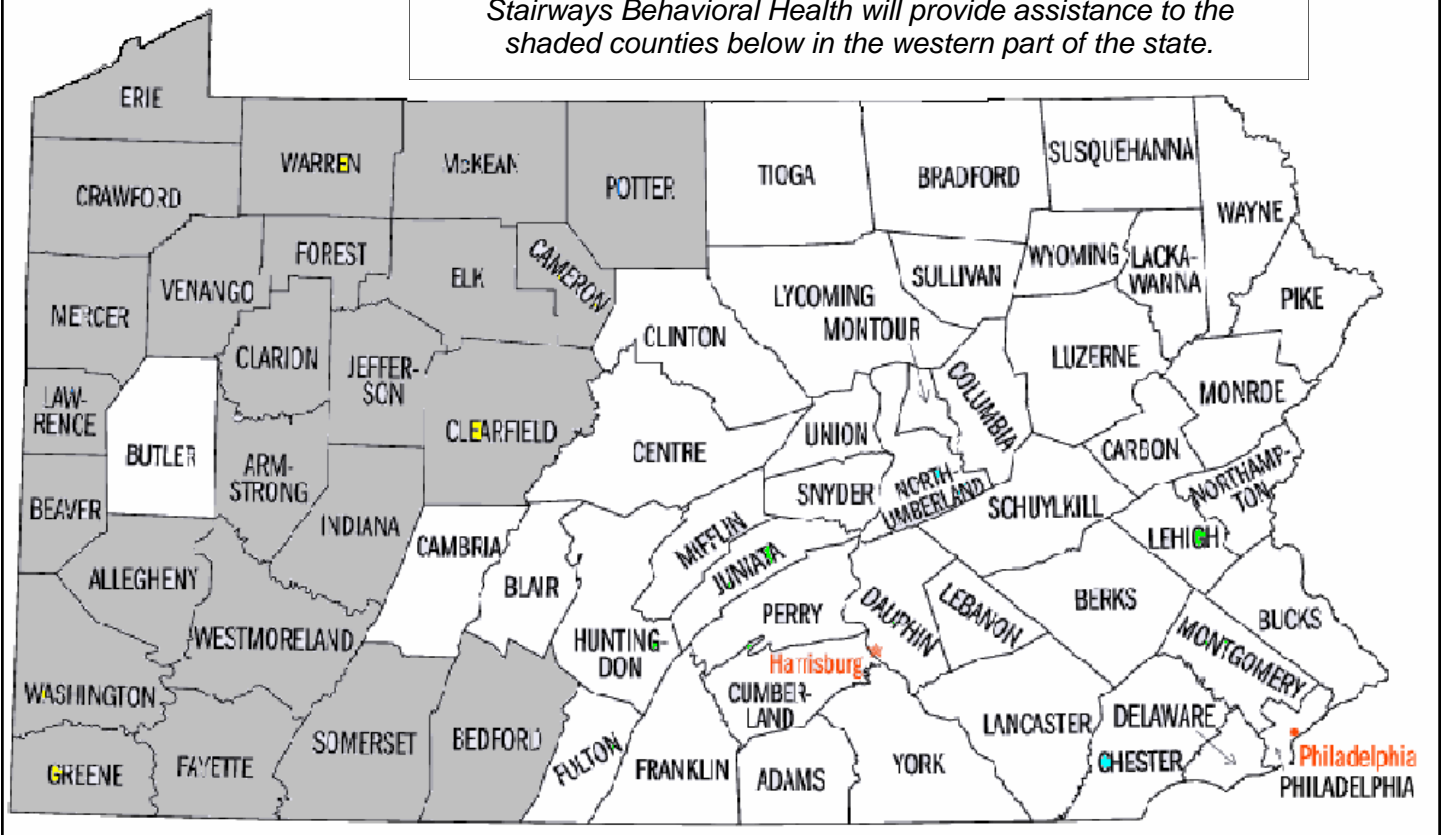 Stairways Behavioral Health will provide assistance to the
shaded counties below in the western part of the state.
ERIE
WARREN
McKEAN
POTTER
TIOGA
BRADFORD
SUSQUEHANNA
CRAWFORD
WAYNE
FOREST
VENANGO
ELK
CAMERON
SULLIVAN
WYOMING
LACKA-
WANNA
MERCER
LYCOMING
PIKE
CLINTON
MONTOUR
CLARION
JEFFER-
SON
LUZERNE
COLUMBIA
MONRDE
LAW-
RENCE
CLEARFIELD
UNION
CENTRE
CARBON
BUTLER
ARM-
STRONG
SNYDER
NORTH-
UMBERLAND
NORTHAMP-
TON
BEAVER
INDIANA
SCHUYLKILL
LEHIGH
MIFFLIN
CAMBRIA
JUNIATA
ALLEGHENY
BLAIR
PERRY
DAUPHIN
LEBANON
BERKS
BUCKS
WESTMORELAND
HUNTING-
DON
MONTGOMERY
Harrisburg
WASHINGTON
CUMBER-
LAND
LANCASTER
DELAWARE
SOMERSET
BEDFORD
FULTON
FRANKLIN
ADAMS
YORK
CHESTER
Philadelphia
PHILADELPHIA
GREENE
FAYETTE